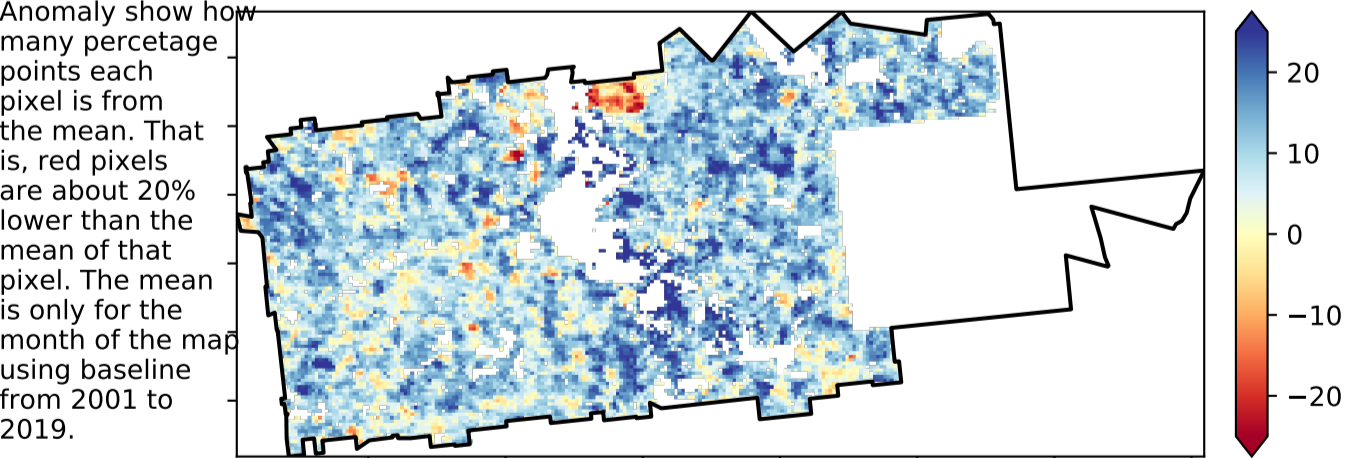 Anomaly show how
many percetage
points each
pixel is from
the mean. That
is, red pixels
are about 20%
lower than the
mean of that
pixel. The mean
is only for the
month of the map
using baseline
from 2001 to
2019.
20
10
0
−10
−20